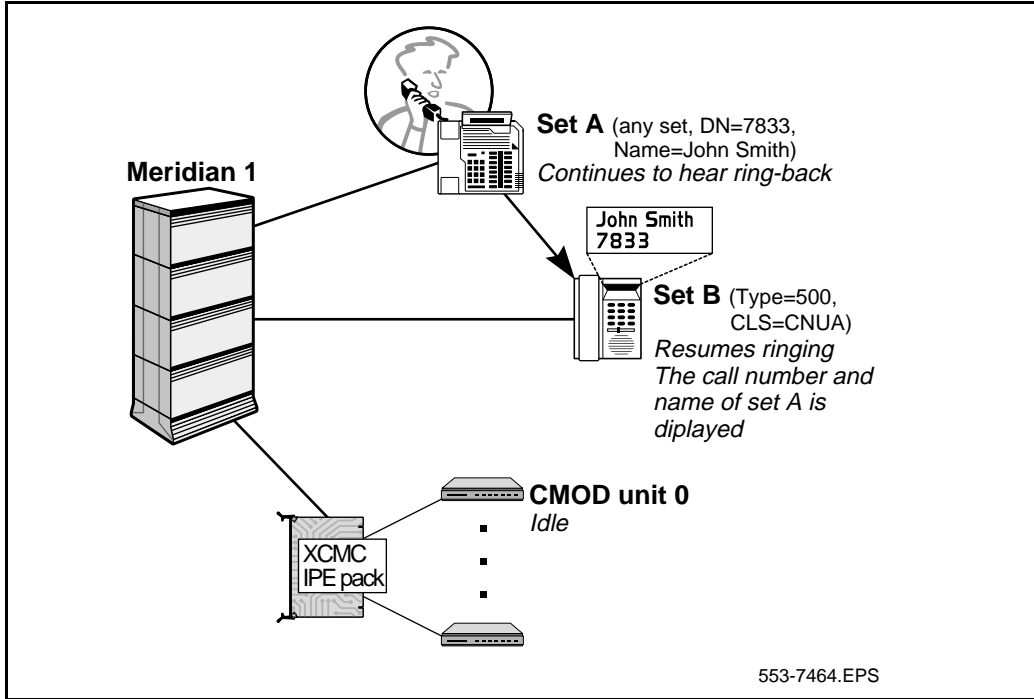 Meridian 1
Set A (any set, DN=7833,
Name=John Smith)
Continues to hear ring-back
John Smith
7833
Set B (Type=500,
CLS=CNUA)
Resumes ringing
The call number and
name of set A is
diplayed
CMOD unit 0
Idle
XCMC
IPE pack
553-7464.EPS